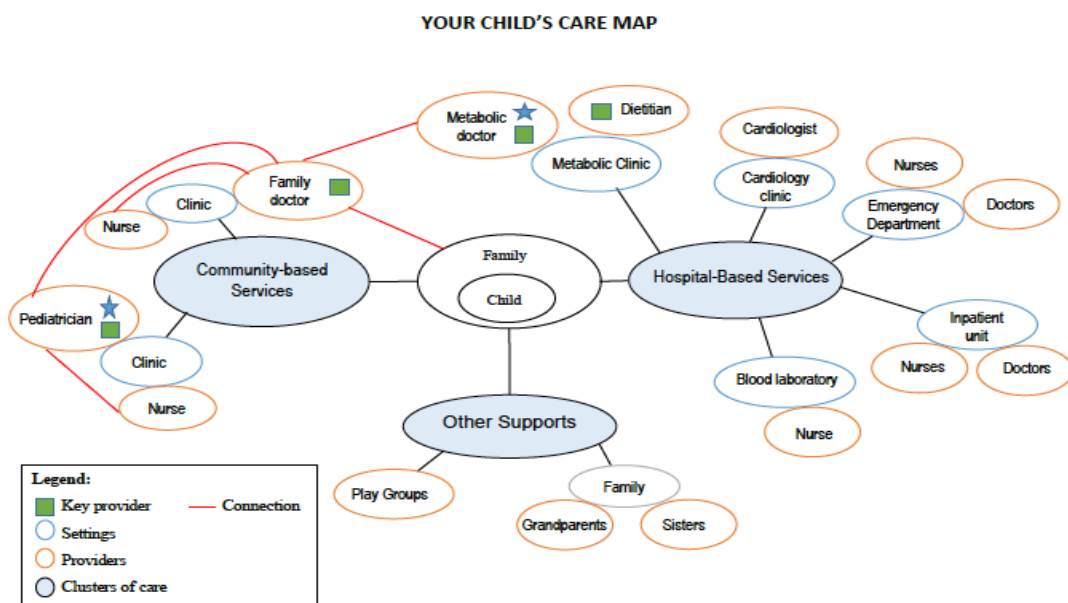 YOUR CHILD'S CARE MAP
Metabolic
doctor
Dietitian
Metabolic Clinic
Cardiologist
Cardiology
clinic
Nurses
Emergency
Department
Doctors
Family
doctor
Clinic
Nurse
Community-based
Services
Family
Child
Hospital-Based Services
Pediatrician
Clinic
Nurse
Inpatient
unit
Nurses
Doctors
Blood laboratory
Nurse
Other Supports
Play Groups
Family
Grandparents
Sisters
Legend:
Key provider
Connection
Settings
Providers
Clusters of care